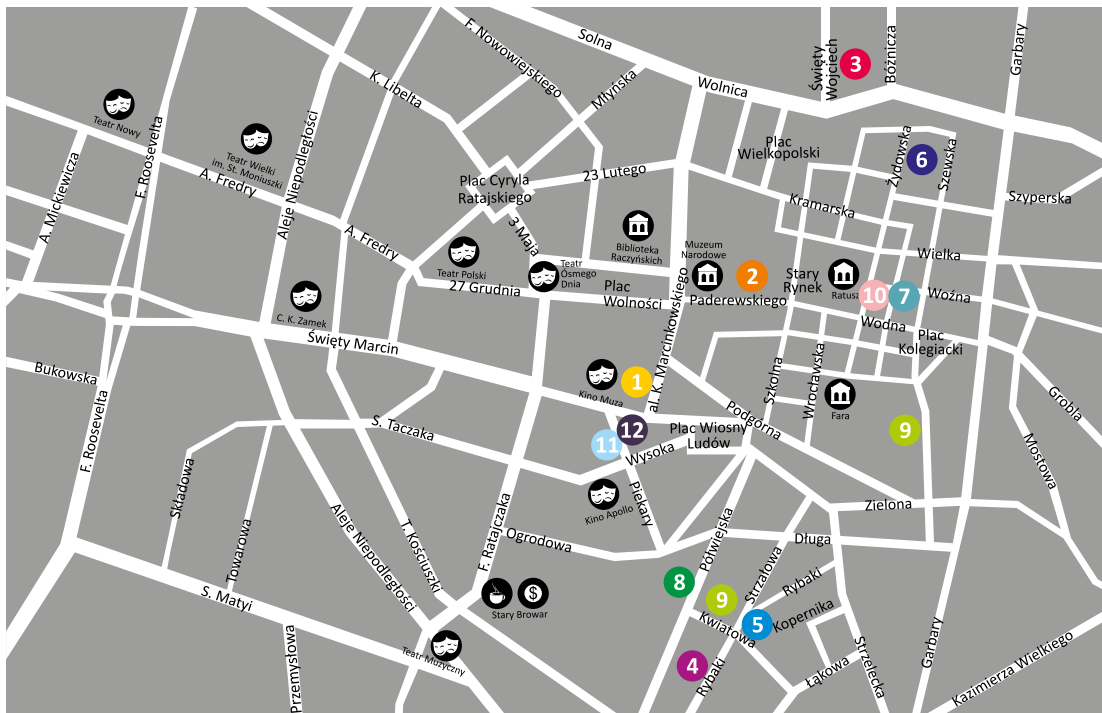 Solna
F. Nowowiejskiego
K. Libelta
Młyńska
Wolnica
Święty
Wojciech
3
Bóżnicza
Garbary
Teatr Nowy
F. Roosevelta
Teatr Wielki
im. St. Moniuszki
A. Fredry
Aleje Niepodległości
A. Mickiewicza
Plac
Wielkopolski
Żydowska
6
Szewska
Plac Cyryla
Ratajskiego
23 Lutego
Kramarska
Szyperska
A. Fredry
3 Maja
Teatr Polski
Biblioteka
Raczyńskich
Muzeum
Narodowe
Wielka
Teatr
Ósmego
Dnia
27 Grudnia
Plac
Wolności
al. K. Marcinkowskiego
2
Paderewskiego
Stary
Rynek
Ratusz
10
7
Woźna
Wodna
Plac
Kolegiacki
C. K. Zamek
Święty Marcin
Bukowska
F. Roosevelta
Kino Muza
1
Szkolna
Wrocławska
Fara
Grobla
S. Taczaka
Podgórna
Plac Wiosny
Ludów
12
11
Wysoka
9
Mostowa
Składowa
Piekary
Kino Apollo
Zielona
Towarowa
Aleje Niepodległości
T. Kościuszki
F. Ratajczaka
Ogrodowa
Półwiejska
Długa
Strzałowa
Rybaki
S. Matyi
$
Stary Browar
8
9
5
Kwiatowa
Kopernika
Garbary
Teatr Muzyczny
Przemysłowa
4
Rybaki
Łąkowa
Strzelecka
Kazimierza Wielkiego